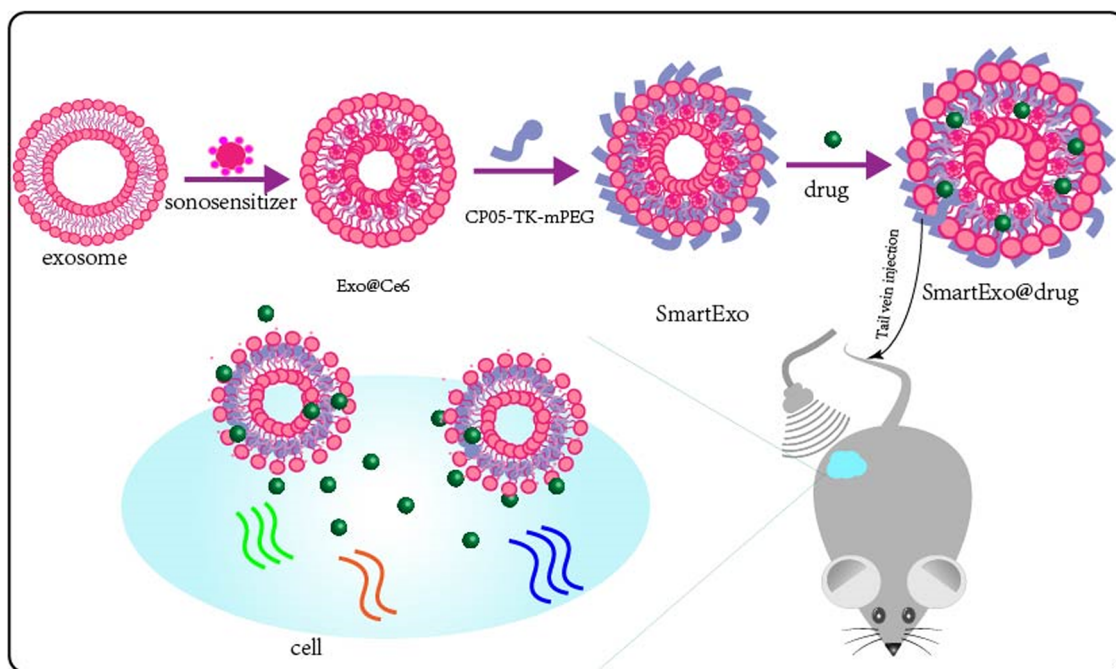 sonosensitizer
exosome
Exo@Ce6
CP05-TK-mPEG
SmartExo
drug
SmartExo@drug
Tail vein injection
cell